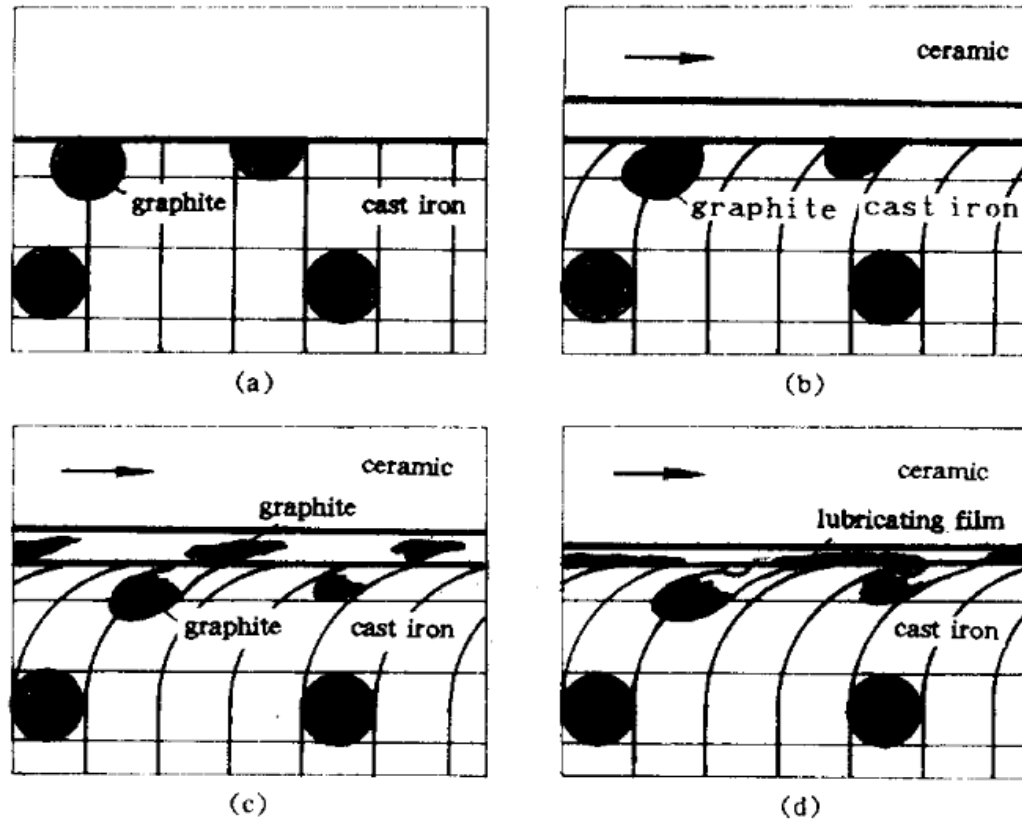 graphite
cast iron
(a)
ceramic
graphite
cast iron
(b)
ceramic
graphite
graphite
cast iron
(c)
ceramic
lubricating film
cast iron
(d)